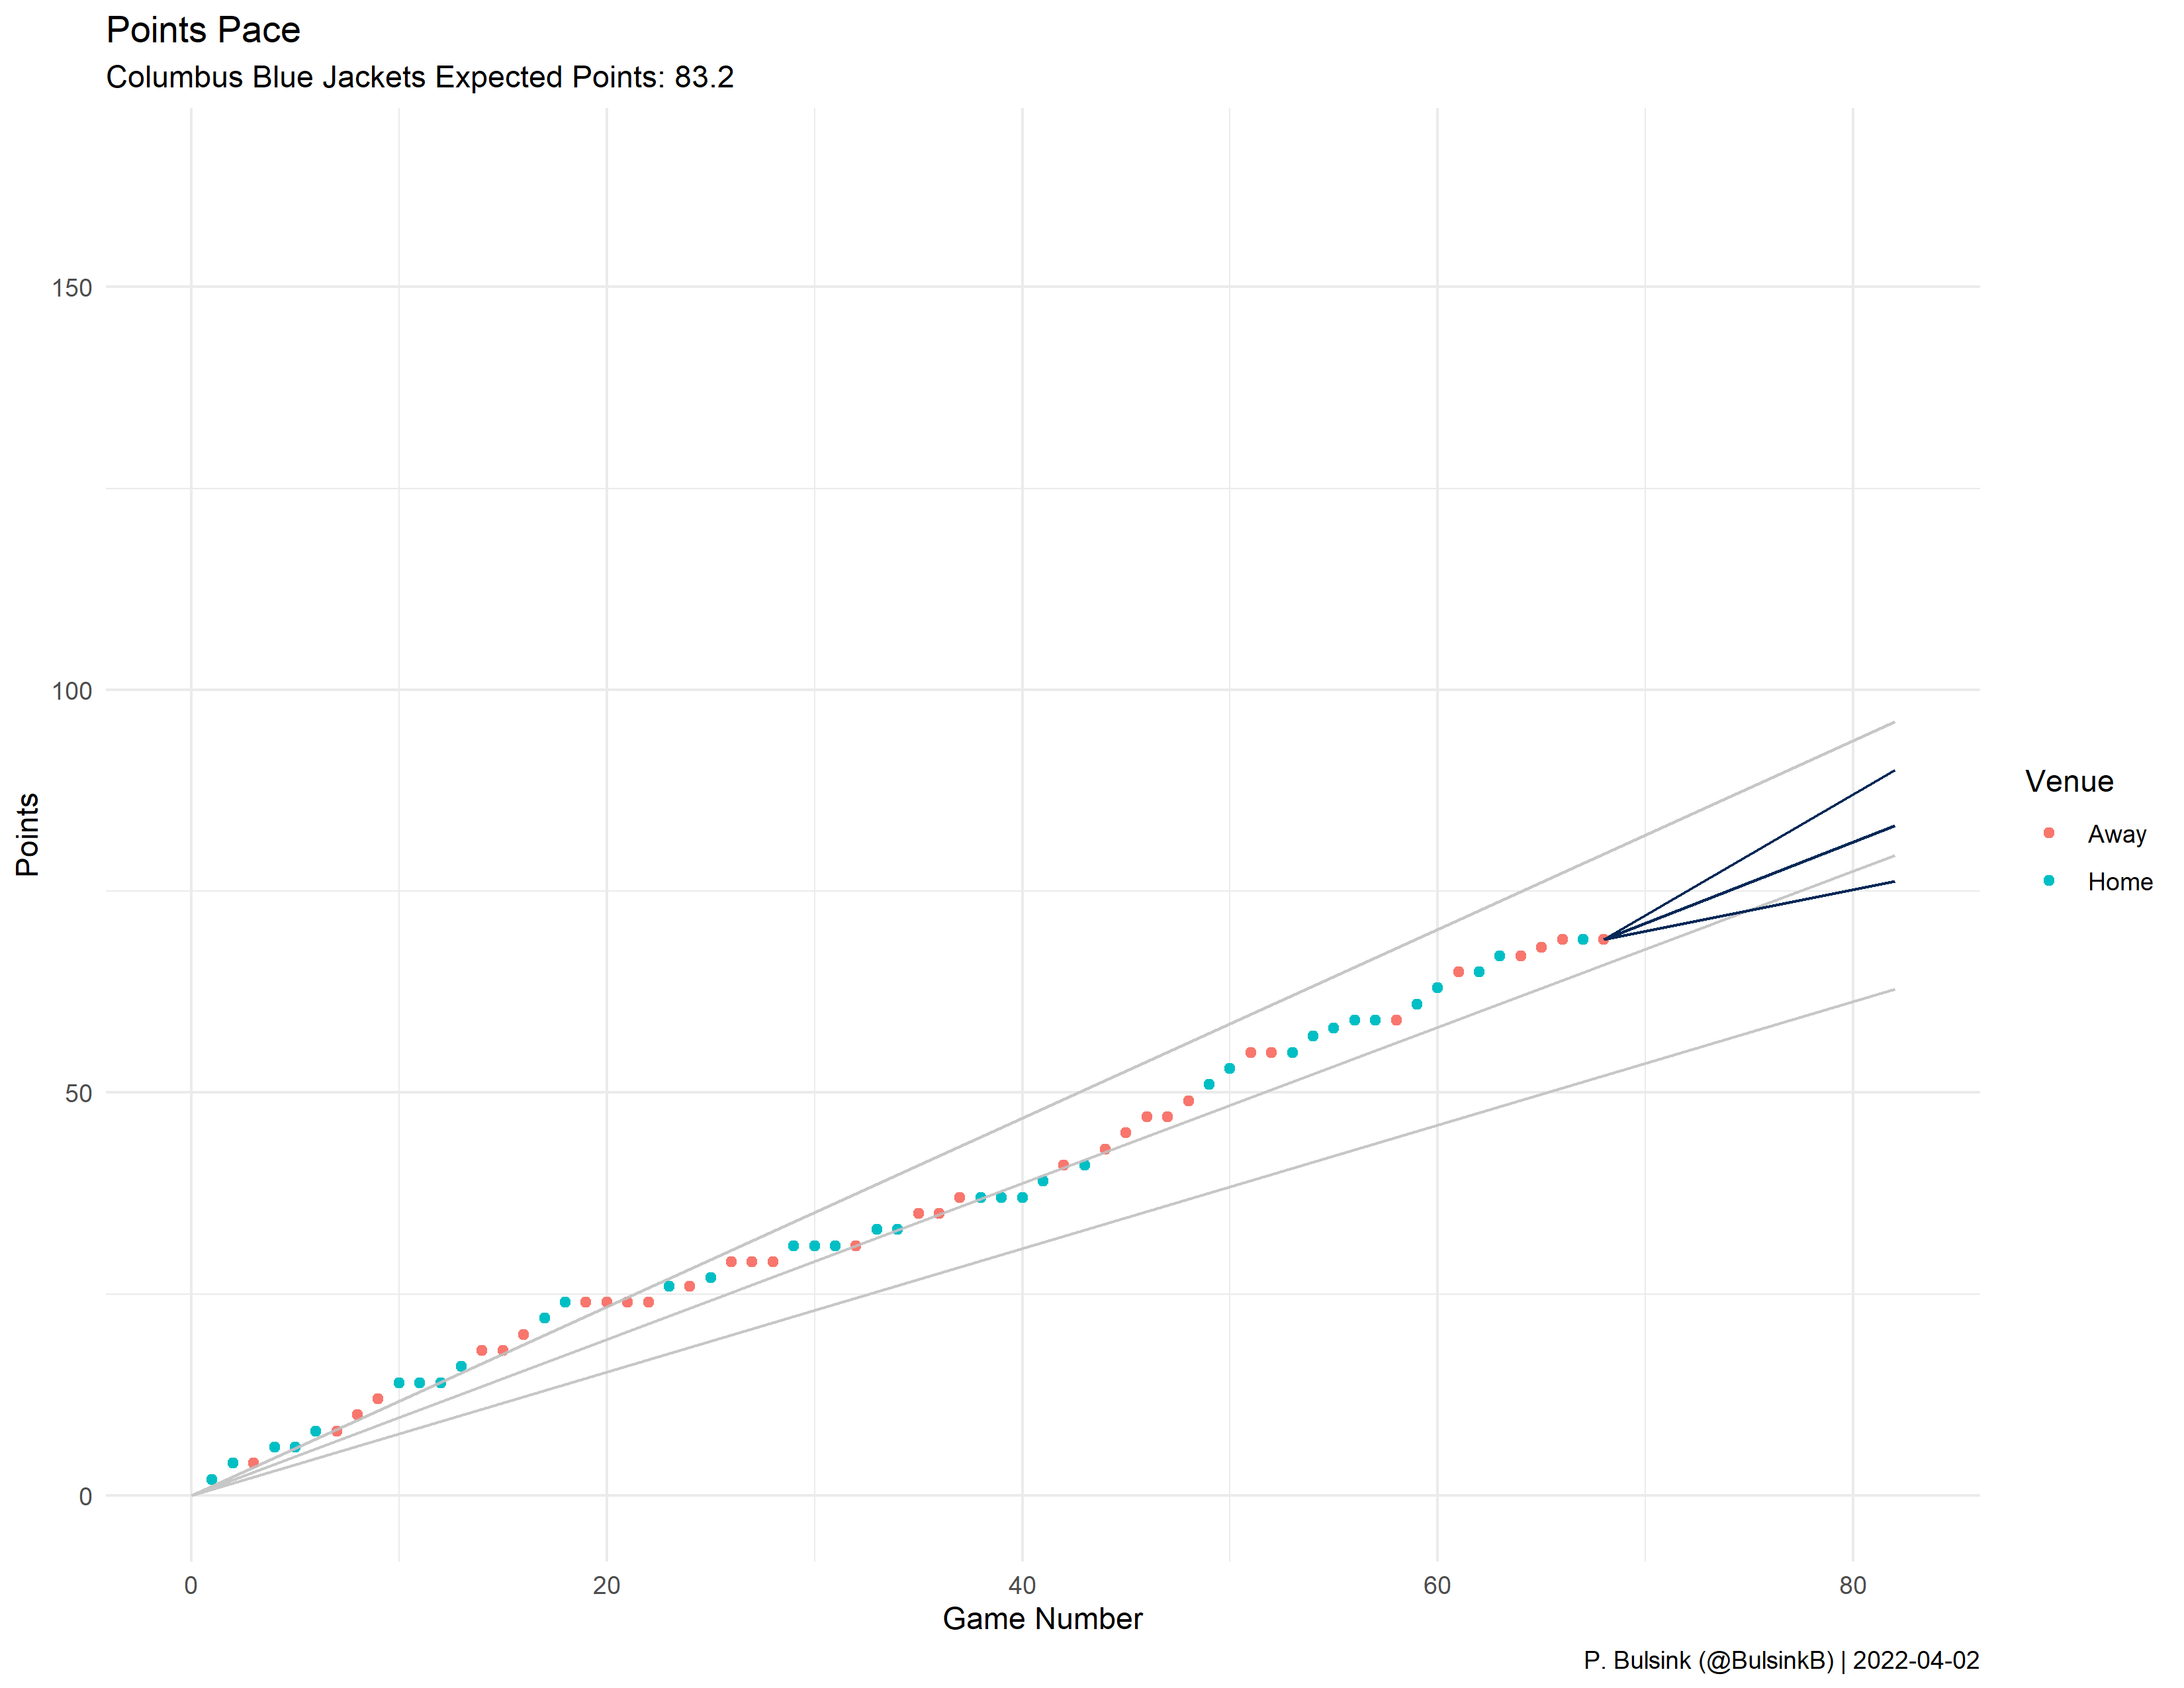 Points Pace
Columbus Blue Jackets Expected Points: 83.2
150
100
50
0
Points
0 20 40 60 80
Game Number
Venue
Away
Home
P. Bulsink (@BulsinkB) | 2022-04-02